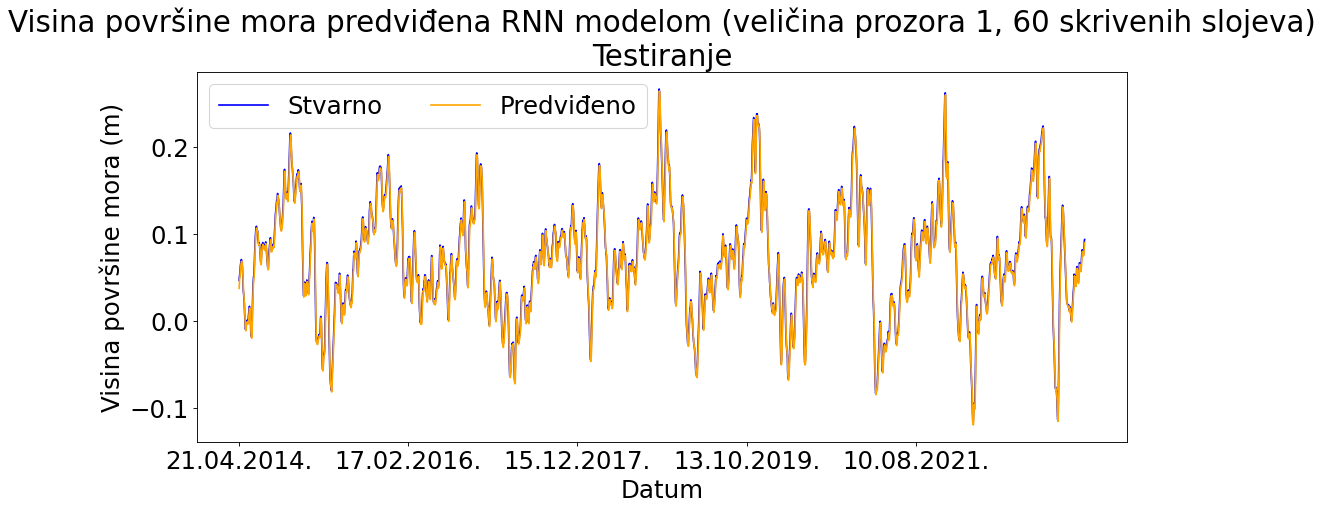 Visina površine mora predviđena RNN modelom (veličina prozora 1, 60 skrivenih slojeva)
Testiranje
Stvarno
Predviđeno
Visina površine mora (m)
0.2
0.1
0.0
−0.1
21.04.2014.
17.02.2016.
15.12.2017.
13.10.2019.
10.08.2021.
Datum